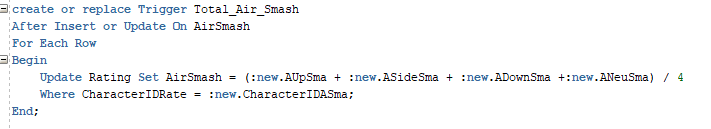 create or replace Trigger Total_Air_Smash
After Insert or Update On AirSmash
For Each Row
Begin
Update Rating Set AirSmash = (:new.AUpSma + :new.ASideSma + :new.ADownSma +:new.ANeuSma) / 4
Where CharacterIDRate = :new.CharacterIDASma;
End;